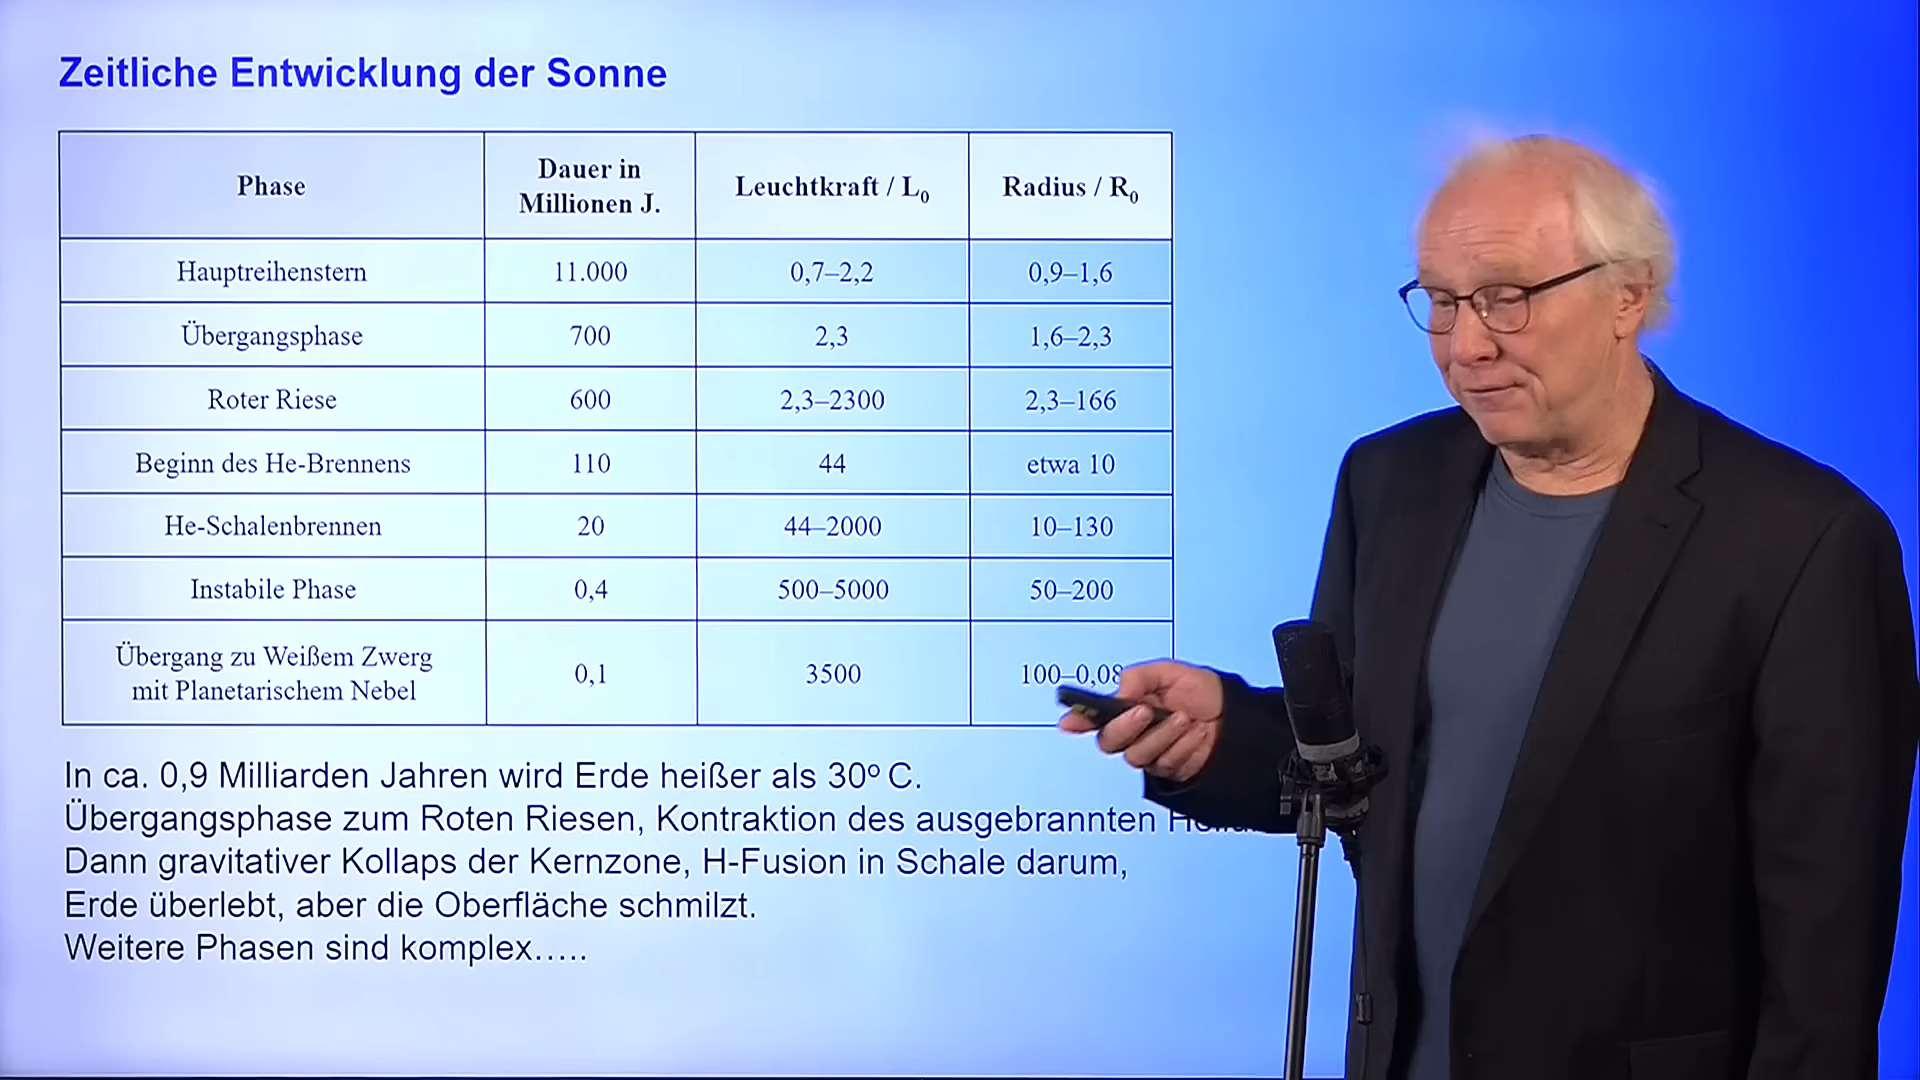 Zeitliche Entwicklung der Sonne
Phase
Dauer in
Millionen J.
Leuchtkraft / L₀
Radius / R₀
Hauptreihenstern
11.000
0,7–2,2
0,9–1,6
Übergangsphase
700
2,3
1,6–2,3
Roter Riese
600
2,3–2300
2,3–166
Beginn des He-Brennens
110
44
etwa 10
He-Schalenbrennen
20
44–2000
10–130
Instabile Phase
0,4
500–5000
50–200
Übergang zu Weißem Zwerg
mit Planetarischem Nebel
0,1
3500
100–0,08
In ca. 0,9 Milliarden Jahren wird Erde heißer als 30º C.
Übergangsphase zum Roten Riesen, Kontraktion des ausgebrannten
Dann gravitativer Kollaps der Kernzone, H-Fusion in Schale darum,
Erde überlebt, aber die Oberfläche schmilzt.
Weitere Phasen sind komplex…..